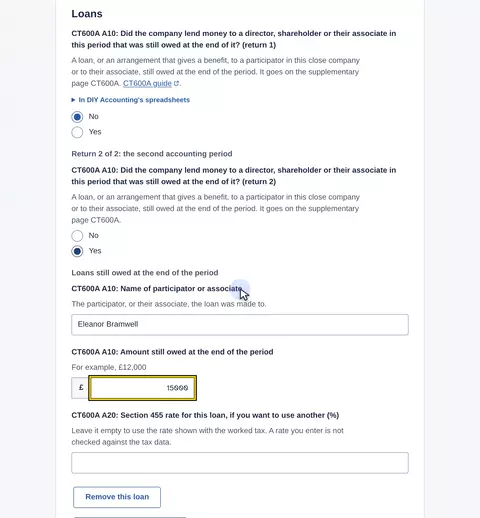 Loans
CT600A A10: Did the company lend money to a director, shareholder or their associate in
this period that was still owed at the end of it? (return 1)
A loan, or an arrangement that gives a benefit, to a participator in this close company
or to their associate, still owed at the end of the period. It goes on the supplementary
page CT600A. CT600A guide.
In DIY Accounting's spreadsheets
No
Yes
Return 2 of 2: the second accounting period
CT600A A10: Did the company lend money to a director, shareholder or their associate in
this period that was still owed at the end of it? (return 2)
A loan, or an arrangement that gives a benefit, to a participator in this close company
or to their associate, still owed at the end of the period. It goes on the supplementary
page CT600A.
No
Yes
Loans still owed at the end of the period
CT600A A10: Name of participator or associate
The participator, or their associate, the loan was made to.
Eleanor Bramwell
CT600A A10: Amount still owed at the end of the period
For example, £12,000
£ 15000
CT600A A20: Section 455 rate for this loan, if you want to use another (%)
Leave it empty to use the rate shown with the worked tax. A rate you enter is not
checked against the tax data.
Remove this loan